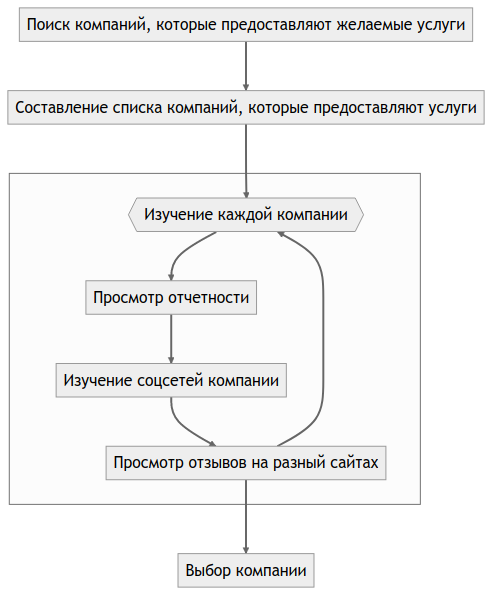 Поиск компаний, которые предоставляют желаемые услуги
Составление списка компаний, которые предоставляют услуги
Изучение каждой компании
Просмотр отчетности
Изучение соцсетей компании
Просмотр отзывов на разный сайтах
Выбор компании